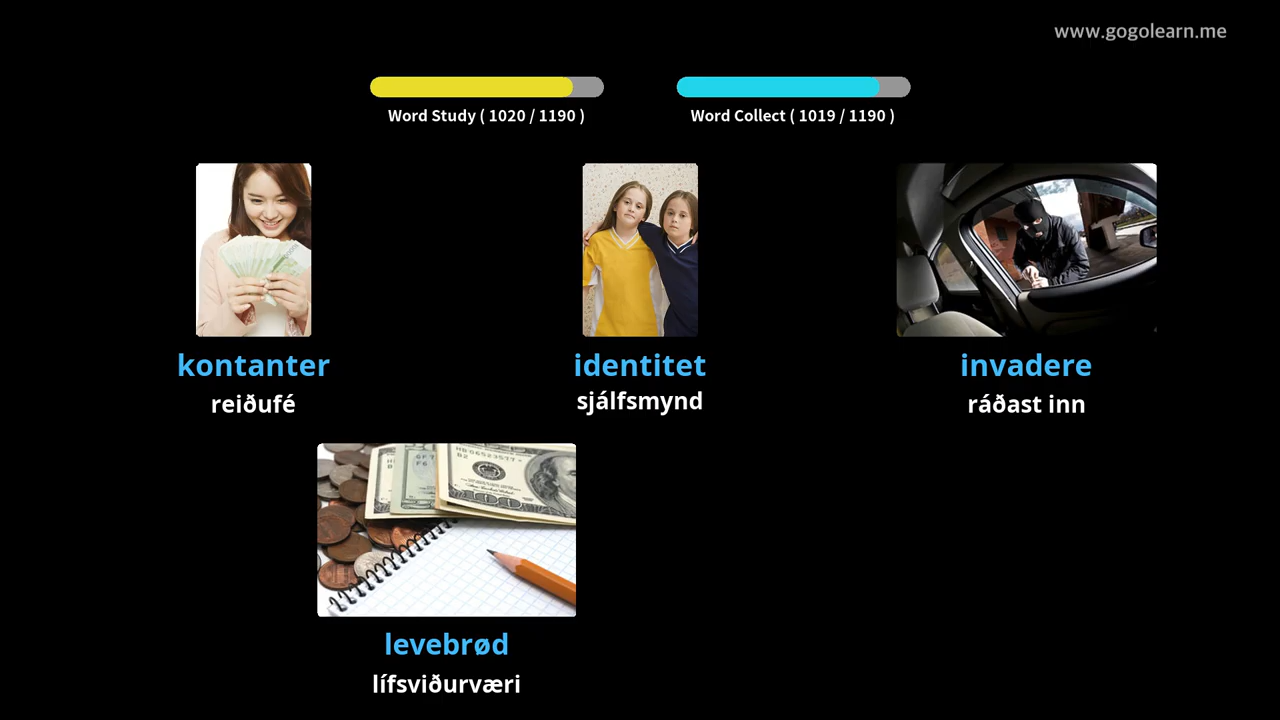 www.gogolearn.me
Word Study ( 1020 / 1190 )
Word Collect ( 1019 / 1190 )
kontanter
reiðufé
identitet
sjálfsmynd
invadere
ráðast inn
levebrød
lífsviðurværi